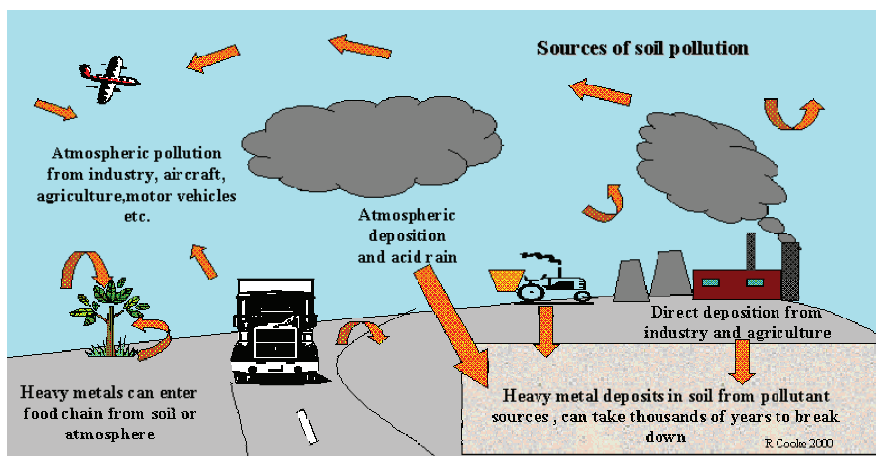 Sources of soil pollution
Atmospheric pollution
from industry, aircraft,
agriculture,motor vehicles
etc.
Atmospheric
deposition
and acid rain
Direct deposition from
industry and agriculture
Heavy metals can enter
food chain from soil or
atmosphere
Heavy metal deposits in soil from pollutant
sources , can take thousands of years to break
down
R Cooke 2000